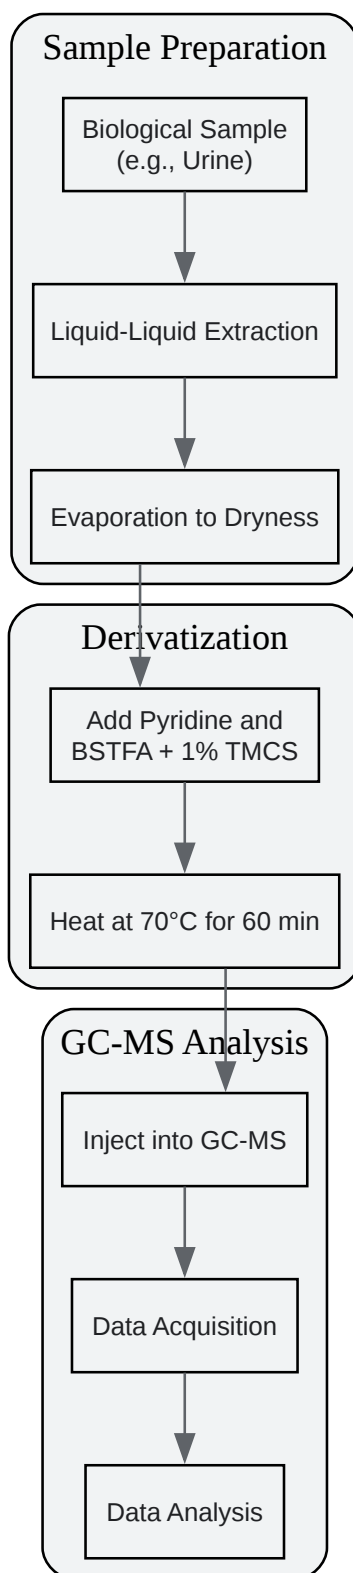 Sample Preparation
Biological Sample
(e.g., Urine)
Liquid-Liquid Extraction
Evaporation to Dryness
Derivatization
Add Pyridine and
BSTFA + 1% TMCS
Heat at 70°C for 60 min
GC-MS Analysis
Inject into GC-MS
Data Acquisition
Data Analysis